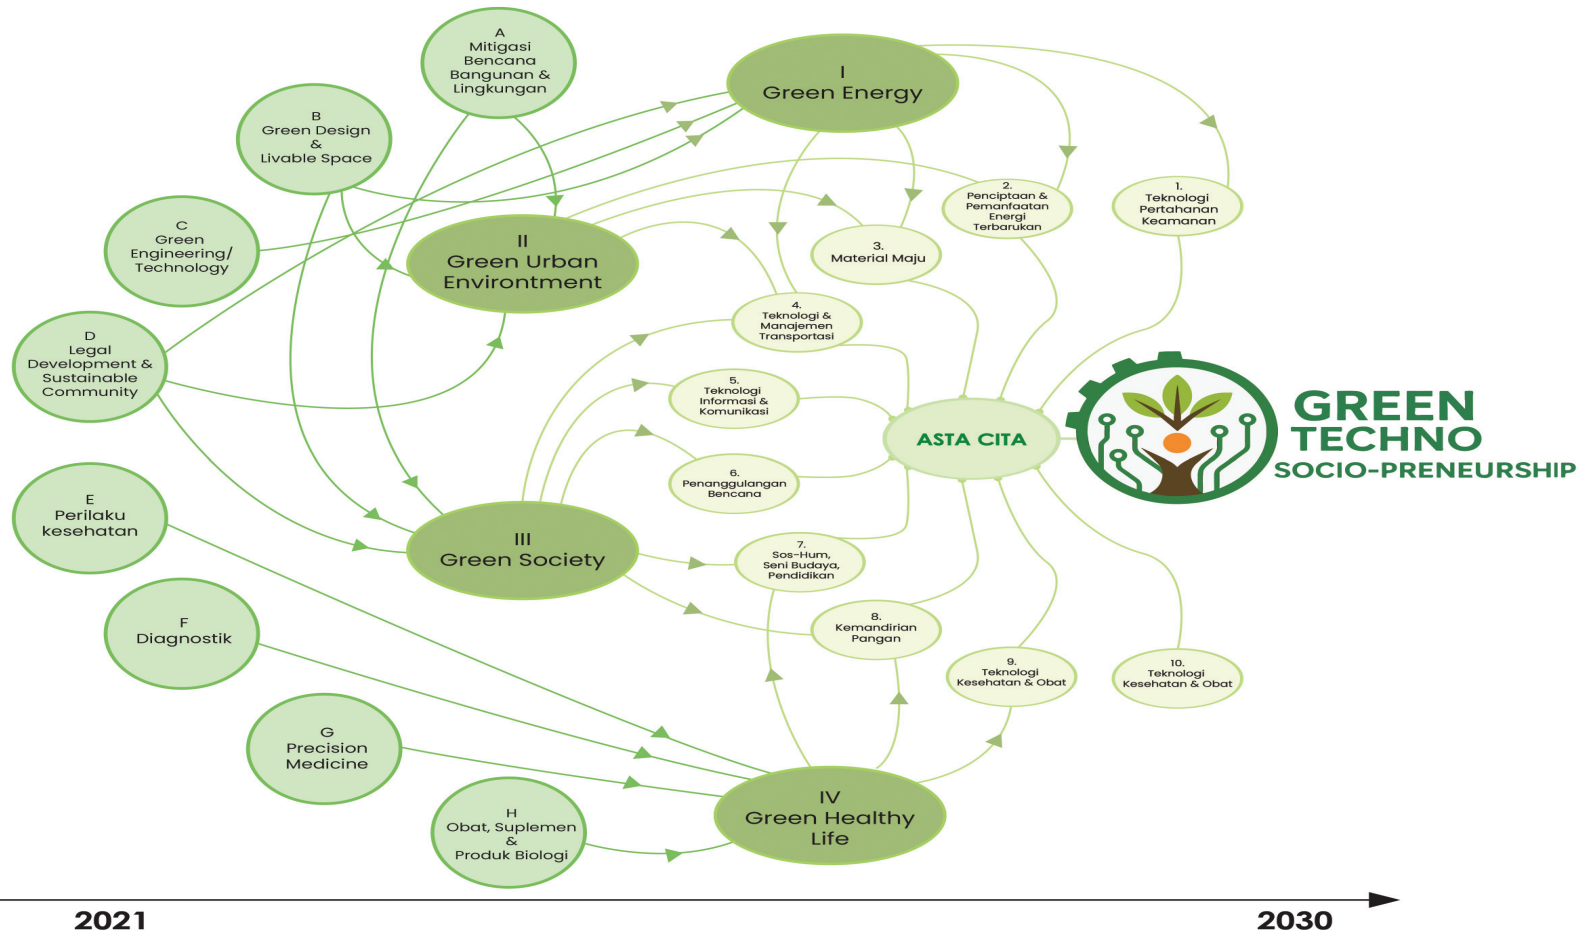 A
Mitigasi
Bencana
Bangunan &
Lingkungan
B
Green Design
&
Livable Space
C
Green
Engineering/
Technology
D
Legal
Development &
Sustainable
Community
E
Perilaku
kesehatan
F
Diagnostik
G
Precision
Medicine
H
Obat, Suplemen
&
Produk Biologi
I
Green Energy
II
Green Urban
Environtment
III
Green Society
IV
Green Healthy
Life
1.
Teknologi
Pertahanan
Keamanan
2.
Penciptaan &
Pemanfaatan
Energi
Terbarukan
3.
Material Maju
4.
Teknologi &
Manajemen
Transportasi
5.
Teknologi
Informasi &
Komunikasi
6.
Penanggulangan
Bencana
7.
Sos-Hum,
Seni Budaya,
Pendidikan
8.
Kemandirian
Pangan
9.
Teknologi
Kesehatan & Obat
10.
Teknologi
Kesehatan & Obat
ASTA CITA
GREEN
TECHNO
SOCIO-PRENEURSHIP
2021
2030